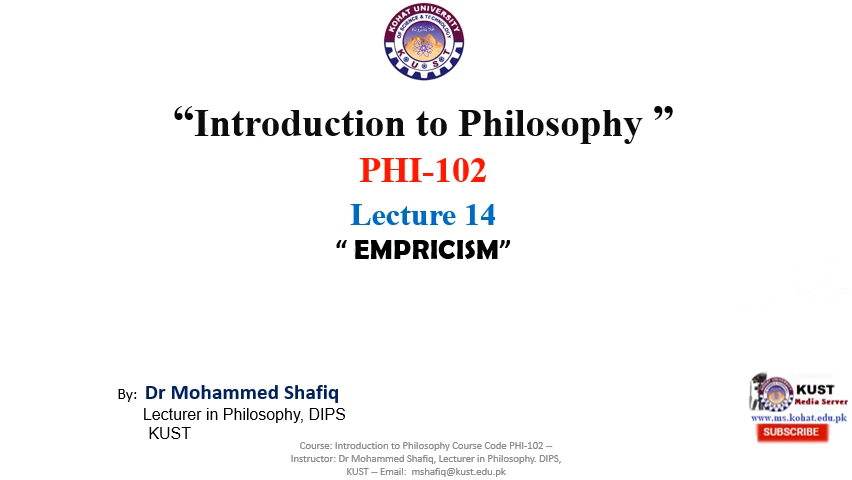 KOHAT UNIVERSITY
OF SCIENCE & TECHNOLOGY
K U S T
“Introduction to Philosophy ”
PHI-102
Lecture 14
“ EMPRICISM”
By: Dr Mohammed Shafiq
Lecturer in Philosophy, DIPS
KUST
Course: Introduction to Philosophy Course Code PHI-102 --
Instructor: Dr Mohammed Shafiq, Lecturer in Philosophy. DIPS,
KUST -- Email: mshafiq@kust.edu.pk
KUST
Media Server
www.ms.kohat.edu.pk
SUBSCRIBE